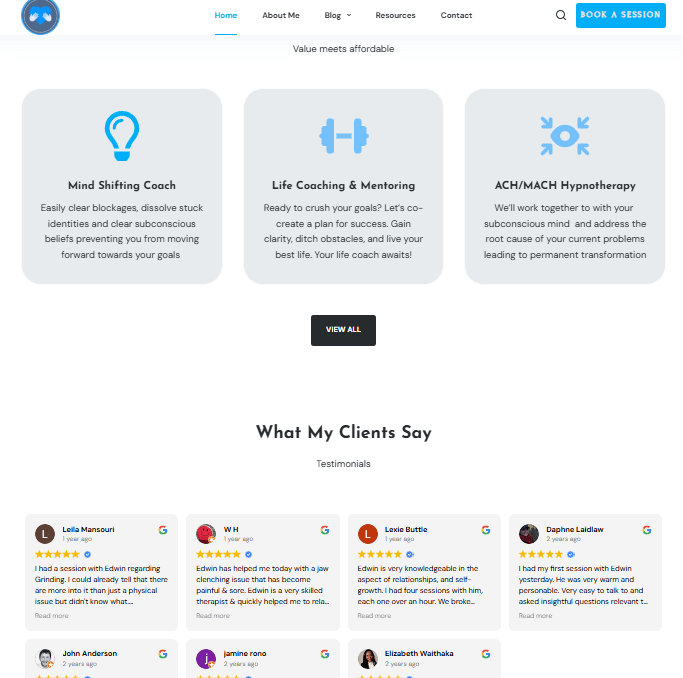 Home About Me Blog Resources Contact BOOK A SESSION
Value meets affordable
Mind Shifting Coach
Easily clear blockages, dissolve stuck
identities and clear subconscious
beliefs preventing you from moving
forward towards your goals
Life Coaching & Mentoring
Ready to crush your goals? Let's co-
create a plan for success. Gain
clarity, ditch obstacles, and live your
best life. Your life coach awaits!
ACH/MACH Hypnotherapy
We'll work together to with your
subconscious mind and address the
root cause of your current problems
leading to permanent transformation
VIEW ALL
What My Clients Say
Testimonials
L
Leila Mansouri
1 year ago
I had a session with Edwin regarding
Grinding. I could already tell that there
are more into it than just a physical
issue but didn't know what...
Read more
W H
1 year ago
Edwin has helped me today with a jaw
clenching issue that has become
painful & sore. Edwin is a very skilled
therapist & quickly helped me to rela...
Read more
L
Lexie Buttle
1 year ago
Edwin is very knowledgeable in the
aspect of relationships, and self-
growth. I had four sessions with him,
each one over an hour. We broke...
Read more
Daphne Laidlaw
2 years ago
I had my first session with Edwin
yesterday. He was very warm and
personable. Very easy to talk to and
asked insightful questions relevant t...
Read more
John Anderson
2 years ago
j
jamine rono
2 years ago
Elizabeth Waithaka
2 years ago